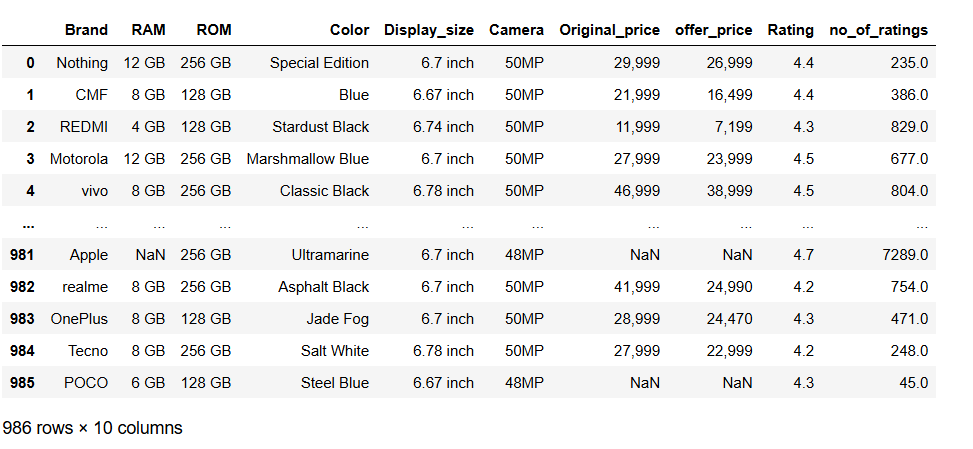 Brand RAM ROM Color Display_size Camera Original_price offer_price Rating no_of_ratings
0 Nothing 12 GB 256 GB Special Edition 6.7 inch 50MP 29,999 26,999 4.4 235.0
1 CMF 8 GB 128 GB Blue 6.67 inch 50MP 21,999 16,499 4.4 386.0
2 REDMI 4 GB 128 GB Stardust Black 6.74 inch 50MP 11,999 7,199 4.3 829.0
3 Motorola 12 GB 256 GB Marshmallow Blue 6.7 inch 50MP 27,999 23,999 4.5 677.0
4 vivo 8 GB 256 GB Classic Black 6.78 inch 50MP 46,999 38,999 4.5 804.0
... ... ... ... ... ... ... ... ... ... ...
981 Apple NaN 256 GB Ultramarine 6.7 inch 48MP NaN NaN 4.7 7289.0
982 realme 8 GB 256 GB Asphalt Black 6.7 inch 50MP 41,999 24,990 4.2 754.0
983 OnePlus 8 GB 128 GB Jade Fog 6.7 inch 50MP 28,999 24,470 4.3 471.0
984 Tecno 8 GB 256 GB Salt White 6.78 inch 50MP 27,999 22,999 4.2 248.0
985 POCO 6 GB 128 GB Steel Blue 6.67 inch 48MP NaN NaN 4.3 45.0
986 rows × 10 columns